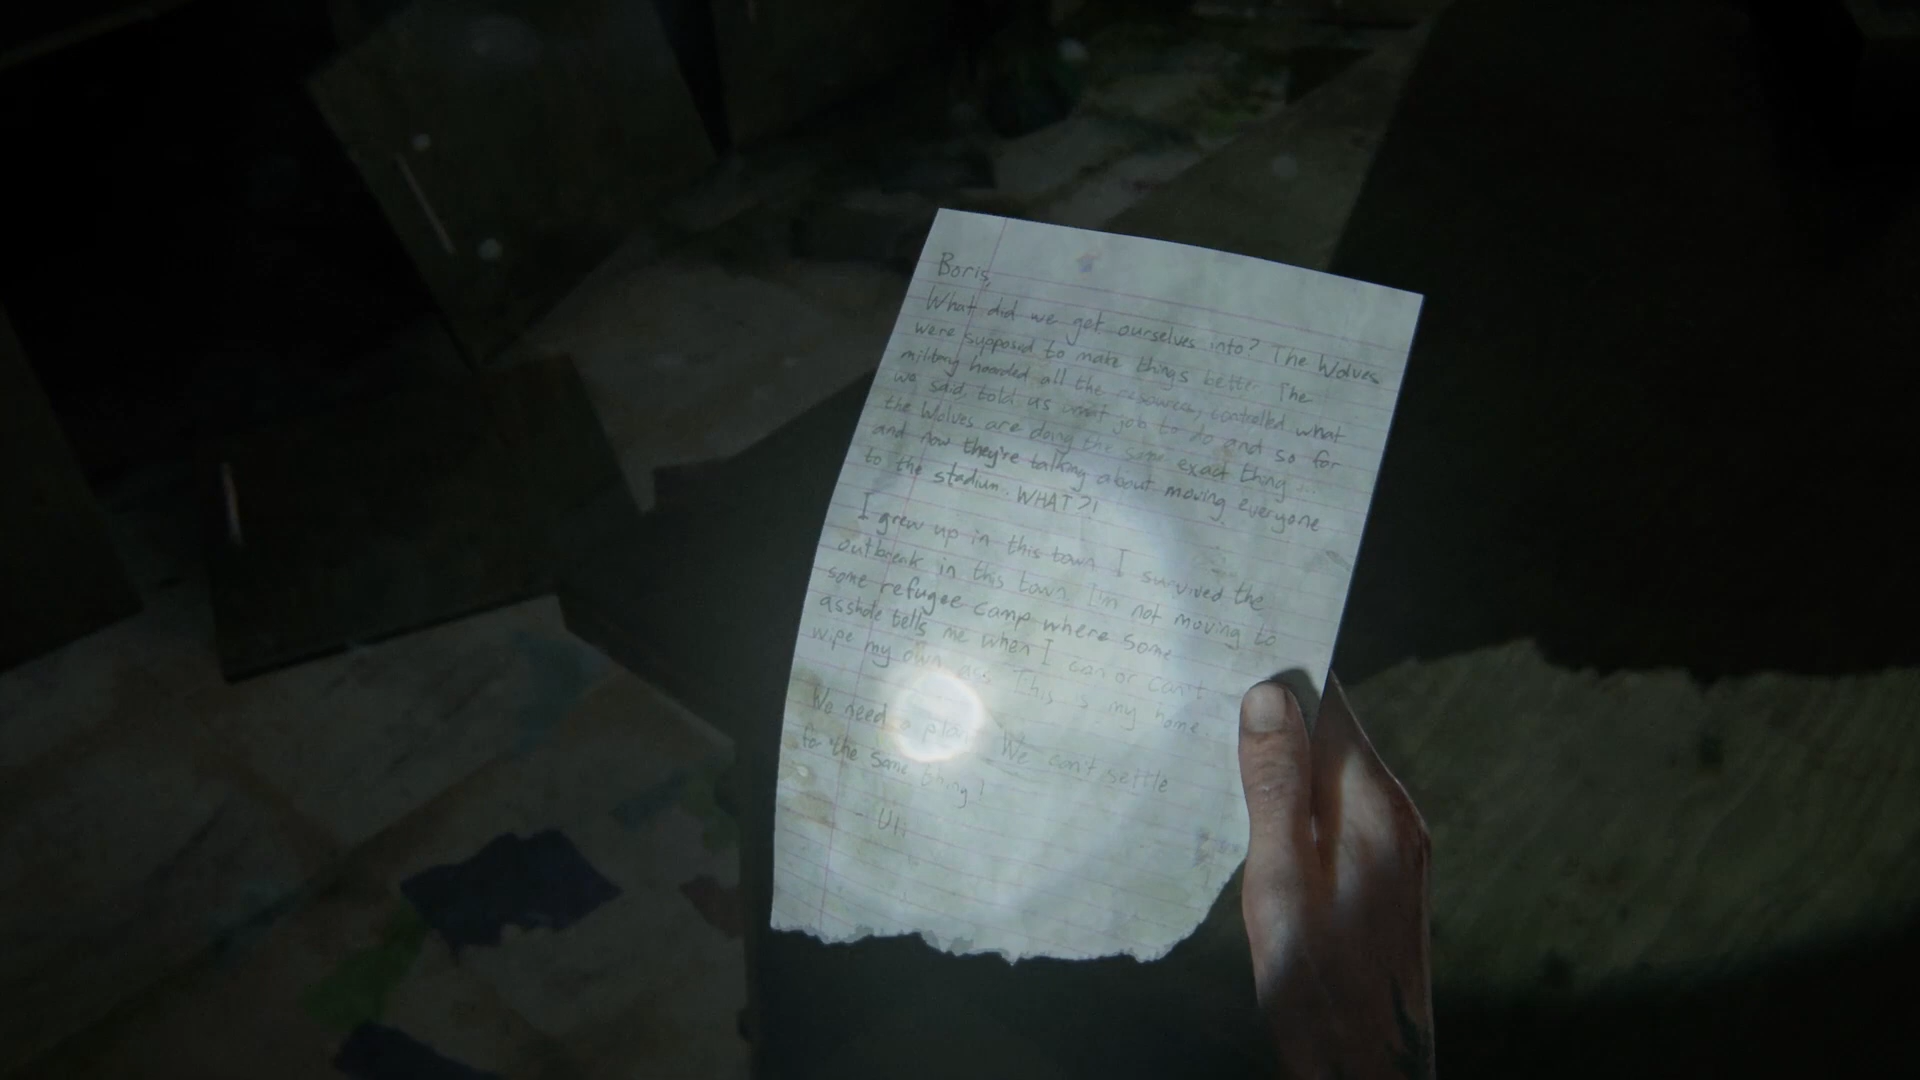 Boris,
What did we get ourselves into? The Wolves
were supposed to make things better. The
military hoarded all the resources, controlled what
we said, told us what job to do and so far
the Wolves are doing the same exact thing...
and now they're talking about moving everyone
to the stadium. WHAT?!
I grew up in this town. I survived the
outbreak in this town. I'm not moving to
some refugee camp where some
asshole tells me when I can or can't
wipe my own ass. This is my home.
We need a plan. We can't settle
for the same thing!
- Uli